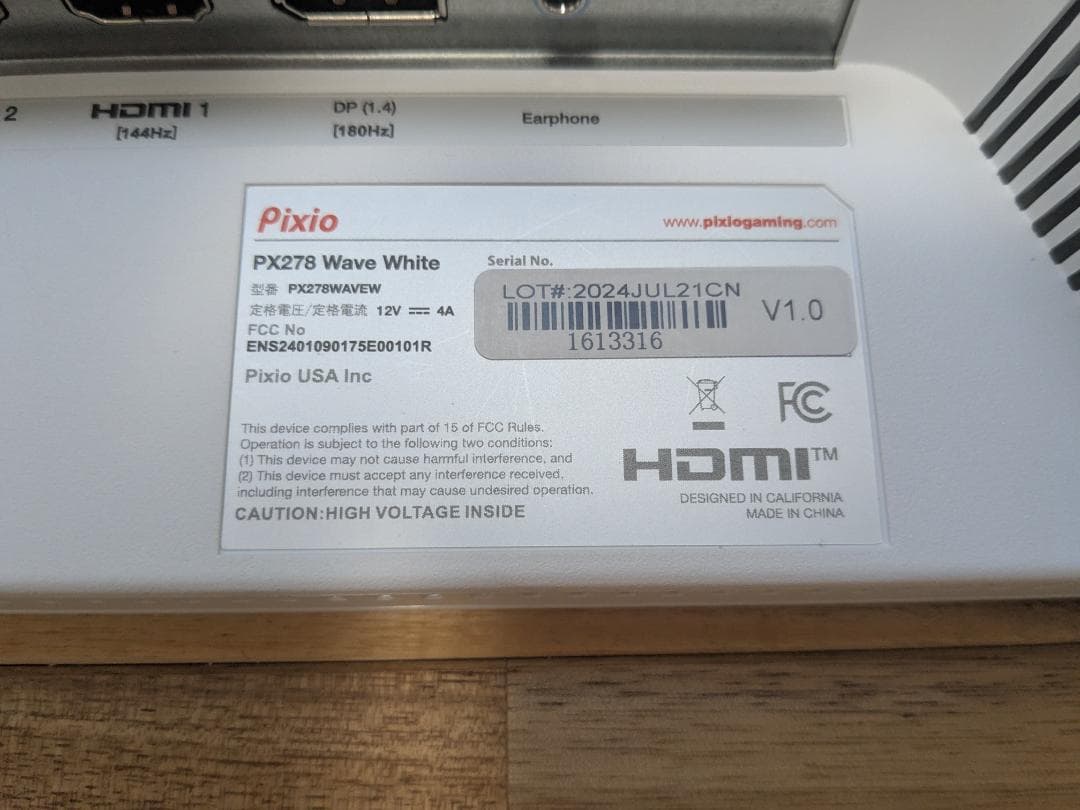 2
HDMI 1
[144Hz]
DP (1.4)
[180Hz]
Earphone
Pixio
www.pixiogaming.com
PX278 Wave White
型番 PX278WAVEW
定格電圧/定格電流 12V ⎓ 4A
FCC No
ENS2401090175E00101R
Pixio USA Inc
Serial No.
LOT#:2024JUL21CN
1613316
V1.0
FC
HDMI™
DESIGNED IN CALIFORNIA
MADE IN CHINA
This device complies with part of 15 of FCC Rules.
Operation is subject to the following two conditions:
(1) This device may not cause harmful interference, and
(2) This device must accept any interference received,
including interference that may cause undesired operation.
CAUTION:HIGH VOLTAGE INSIDE